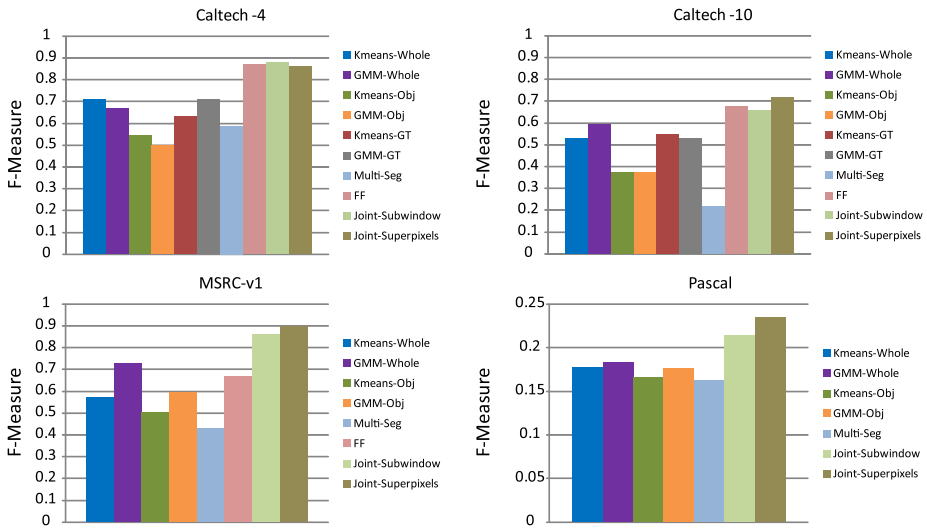 Caltech -4
F-Measure
1
0.9
0.8
0.7
0.6
0.5
0.4
0.3
0.2
0.1
0
Kmeans-Whole
GMM-Whole
Kmeans-Obj
GMM-Obj
Kmeans-GT
GMM-GT
Multi-Seg
FF
Joint-Subwindow
Joint-Superpixels
Caltech -10
F-Measure
1
0.9
0.8
0.7
0.6
0.5
0.4
0.3
0.2
0.1
0
Kmeans-Whole
GMM-Whole
Kmeans-Obj
GMM-Obj
Kmeans-GT
GMM-GT
Multi-Seg
FF
Joint-Subwindow
Joint-Superpixels
MSRC-v1
F-Measure
1
0.9
0.8
0.7
0.6
0.5
0.4
0.3
0.2
0.1
0
Kmeans-Whole
GMM-Whole
Kmeans-Obj
GMM-Obj
Multi-Seg
FF
Joint-Subwindow
Joint-Superpixels
Pascal
F-Measure
0.25
0.2
0.15
0.1
0.05
0
Kmeans-Whole
GMM-Whole
Kmeans-Obj
GMM-Obj
Multi-Seg
Joint-Subwindow
Joint-Superpixels